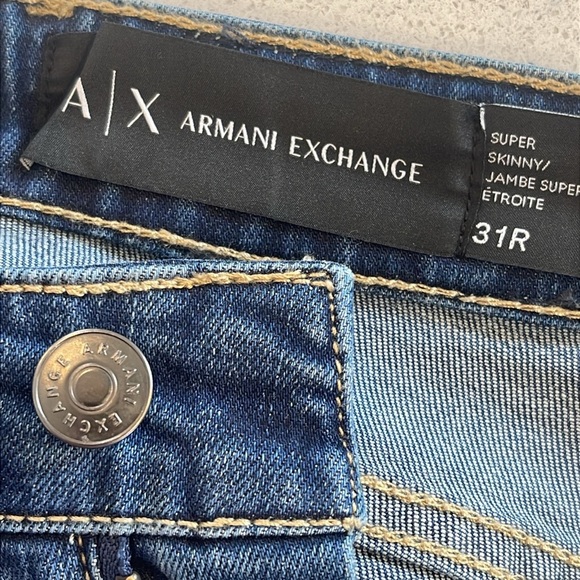 A|X ARMANI EXCHANGE
SUPER
SKINNY/
JAMBE SUPER
ÉTROITE
31R
ARMANI EXCHANGE